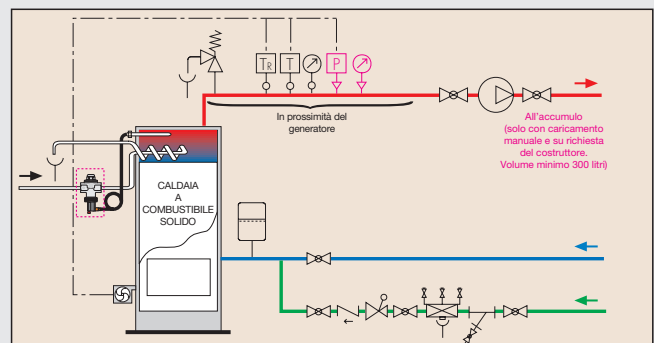 TR
T
P
In prossimità del
generatore
All'accumulo
(solo con caricamento
manuale e su richiesta
del costruttore.
Volume minimo 300 litri)
CALDAIA
A
COMBUSTIBILE
SOLIDO